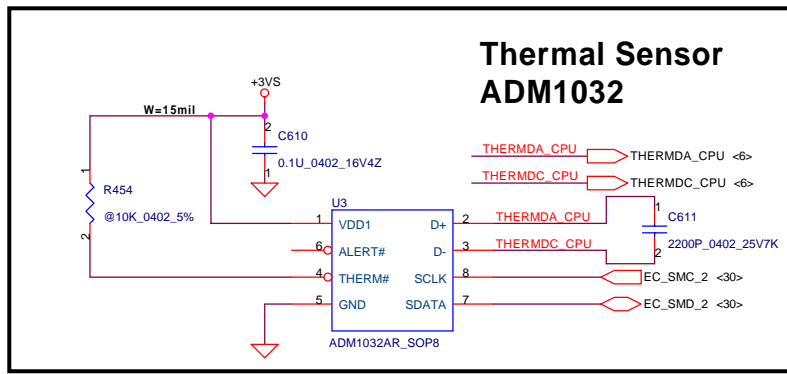 Thermal Sensor
ADM1032
+3VS
W=15mil
2
C610
0.1U_0402_16V4Z
1
THERMDA_CPU
THERMDA_CPU <6>
THERMDC_CPU
THERMDC_CPU <6>
1
R454
@10K_0402_5%
2
U3
1
VDD1
D+
2
THERMDA_CPU
1
C611
2200P_0402_25V7K
2
6
ALERT#
D-
3
THERMDC_CPU
4
THERM#
SCLK
8
EC_SMC_2 <30>
5
GND
SDATA
7
EC_SMD_2 <30>
ADM1032AR_SOP8